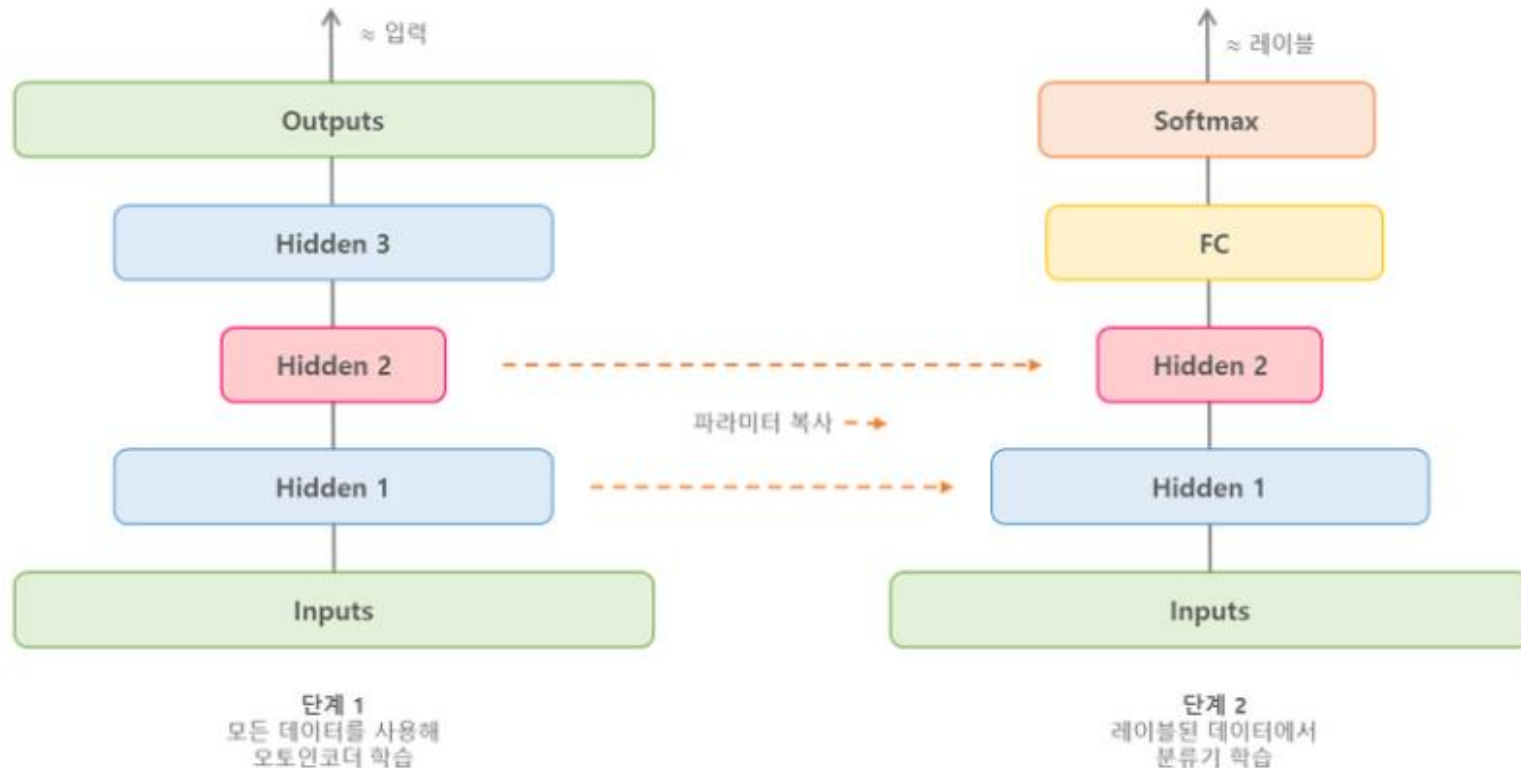 ≈ 입력
Outputs
Hidden 3
Hidden 2
Hidden 1
Inputs
단계 1
모든 데이터를 사용해
오토인코더 학습
파라미터 복사
≈ 레이블
Softmax
FC
Hidden 2
Hidden 1
Inputs
단계 2
레이블된 데이터에서
분류기 학습